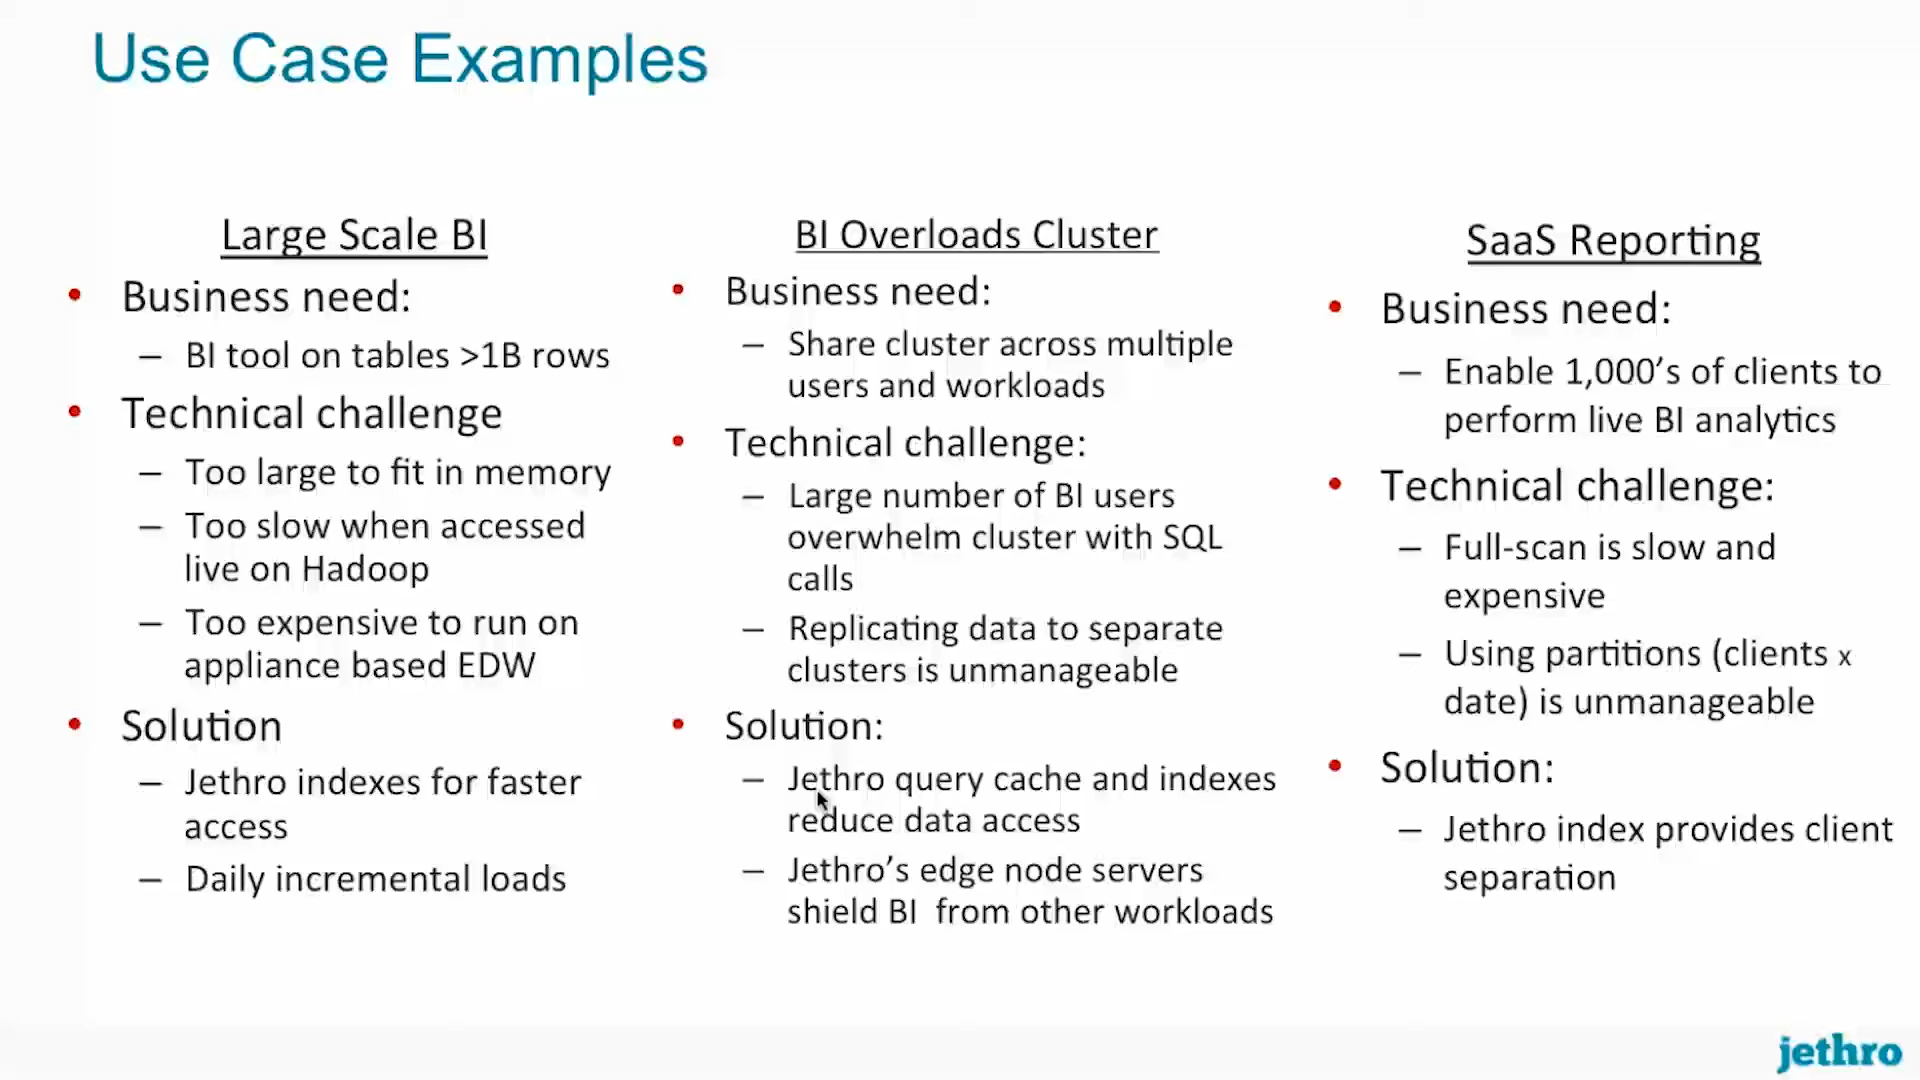 Use Case Examples
Large Scale BI
• Business need:
– BI tool on tables >1B rows
• Technical challenge
– Too large to fit in memory
– Too slow when accessed
live on Hadoop
– Too expensive to run on
appliance based EDW
• Solution
– Jethro indexes for faster
access
– Daily incremental loads
BI Overloads Cluster
• Business need:
– Share cluster across multiple
users and workloads
• Technical challenge:
– Large number of BI users
overwhelm cluster with SQL
calls
– Replicating data to separate
clusters is unmanageable
• Solution:
– Jethro query cache and indexes
reduce data access
– Jethro’s edge node servers
shield BI  from other workloads
SaaS Reporting
• Business need:
– Enable 1,000’s of clients to
perform live BI analytics
• Technical challenge:
– Full-scan is slow and
expensive
– Using partitions (clients x
date) is unmanageable
• Solution:
– Jethro index provides client
separation
jethro